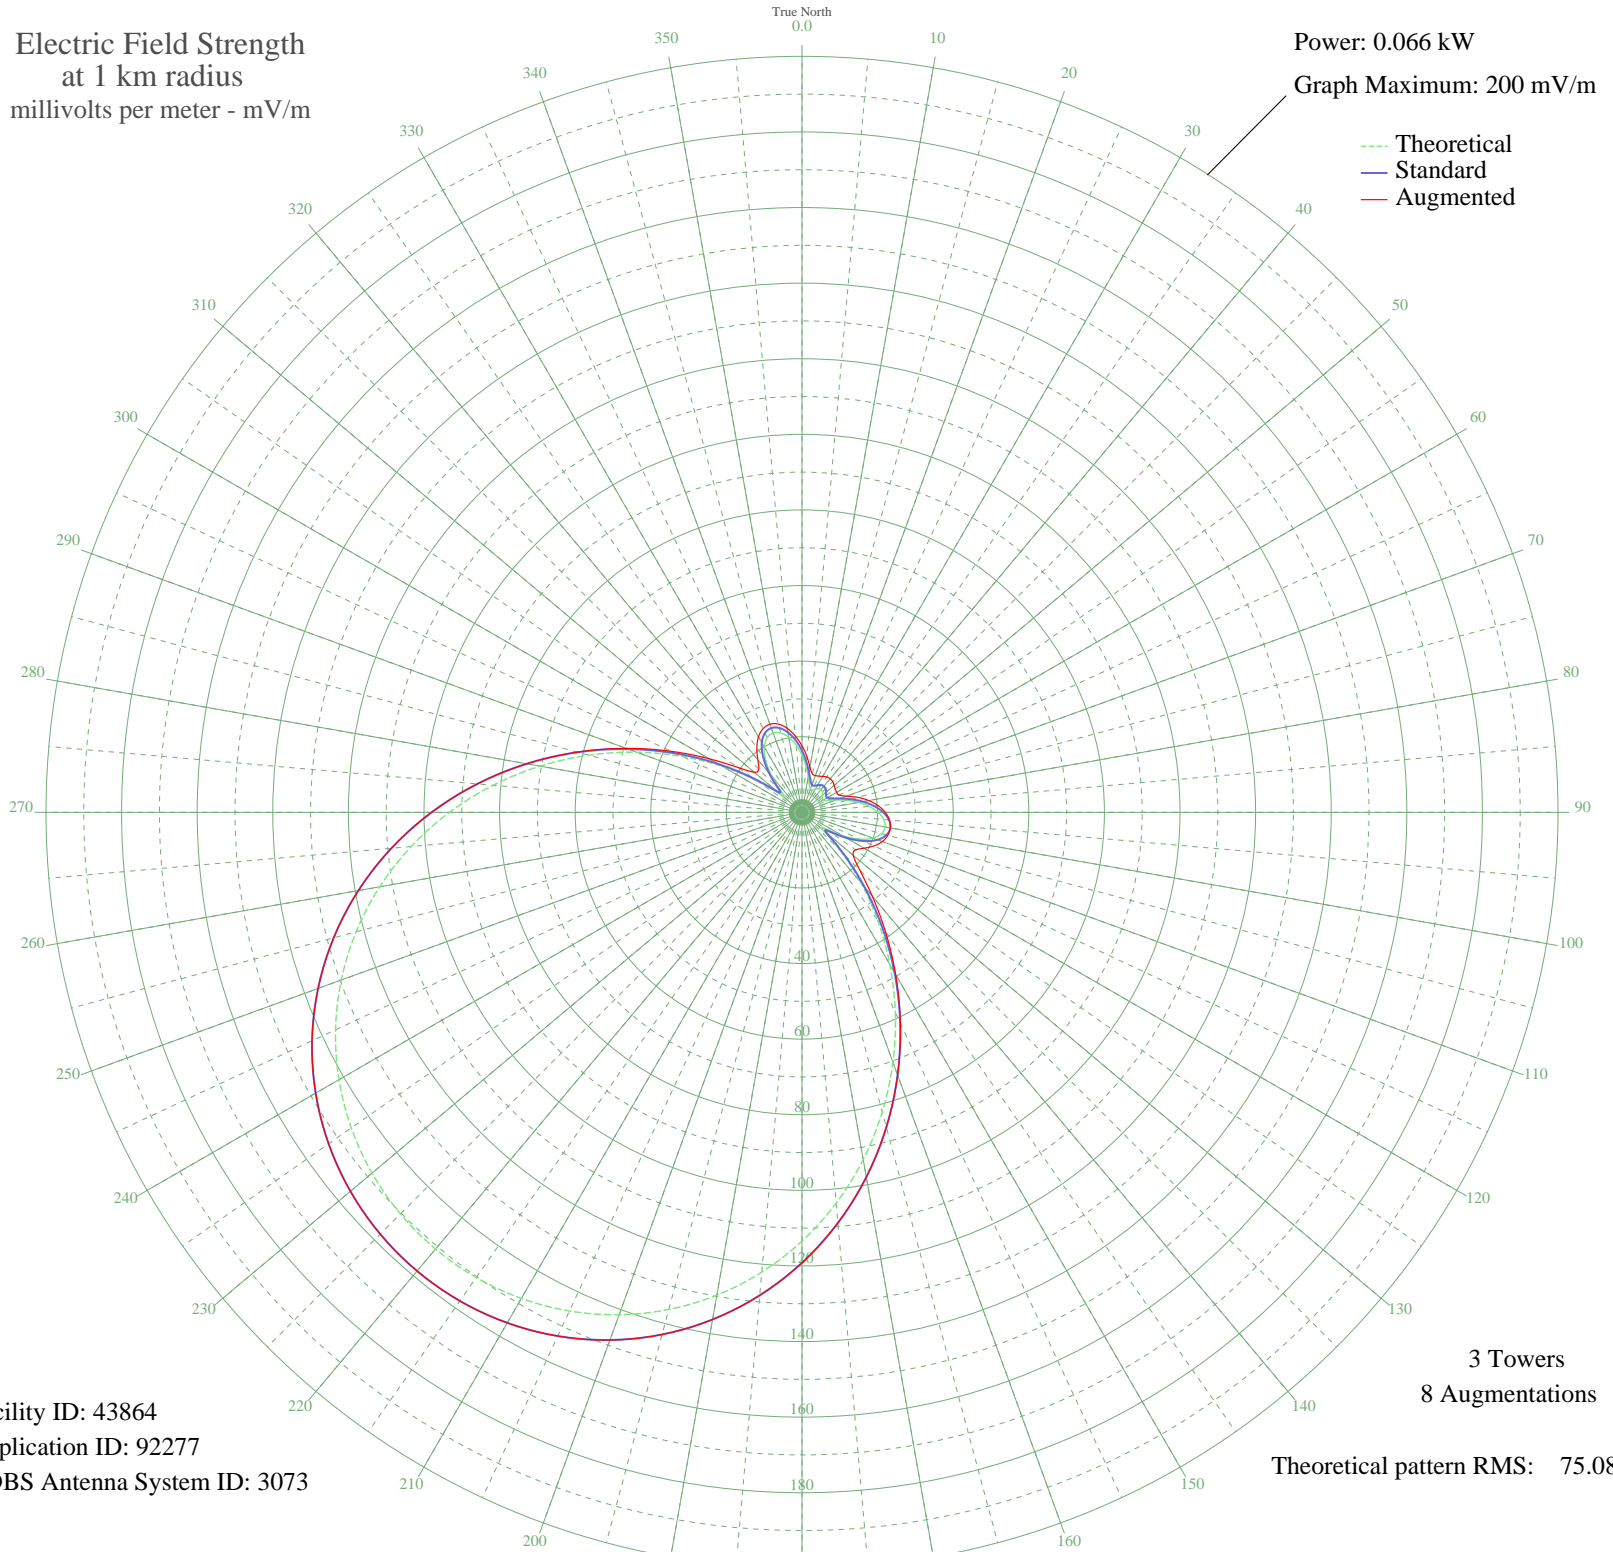 True North
0.0
Electric Field Strength
at 1 km radius
millivolts per meter - mV/m
Power: 0.066 kW
Graph Maximum: 200 mV/m
Theoretical
Standard
Augmented
10
20
30
40
50
60
70
80
90
100
110
120
130
140
150
160
200
210
220
230
240
250
260
270
280
290
300
310
320
330
340
350
40
60
80
100
120
140
160
180
3 Towers
8 Augmentations
Theoretical pattern RMS: 75.08
cility ID: 43864
plication ID: 92277
DBS Antenna System ID: 3073